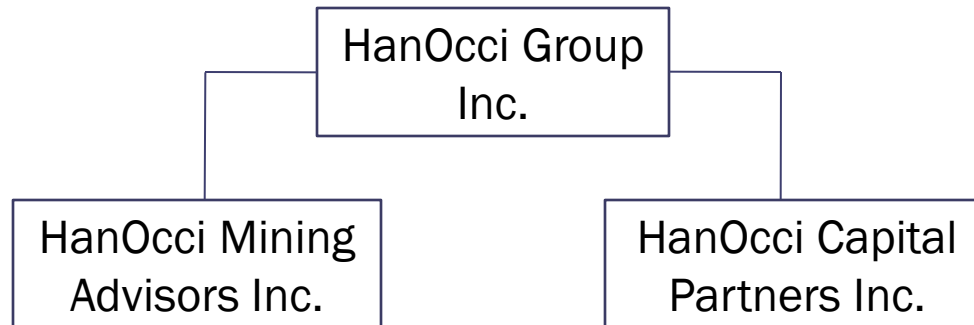 HanOcci Group
Inc.
HanOcci Mining
Advisors Inc.
HanOcci Capital
Partners Inc.